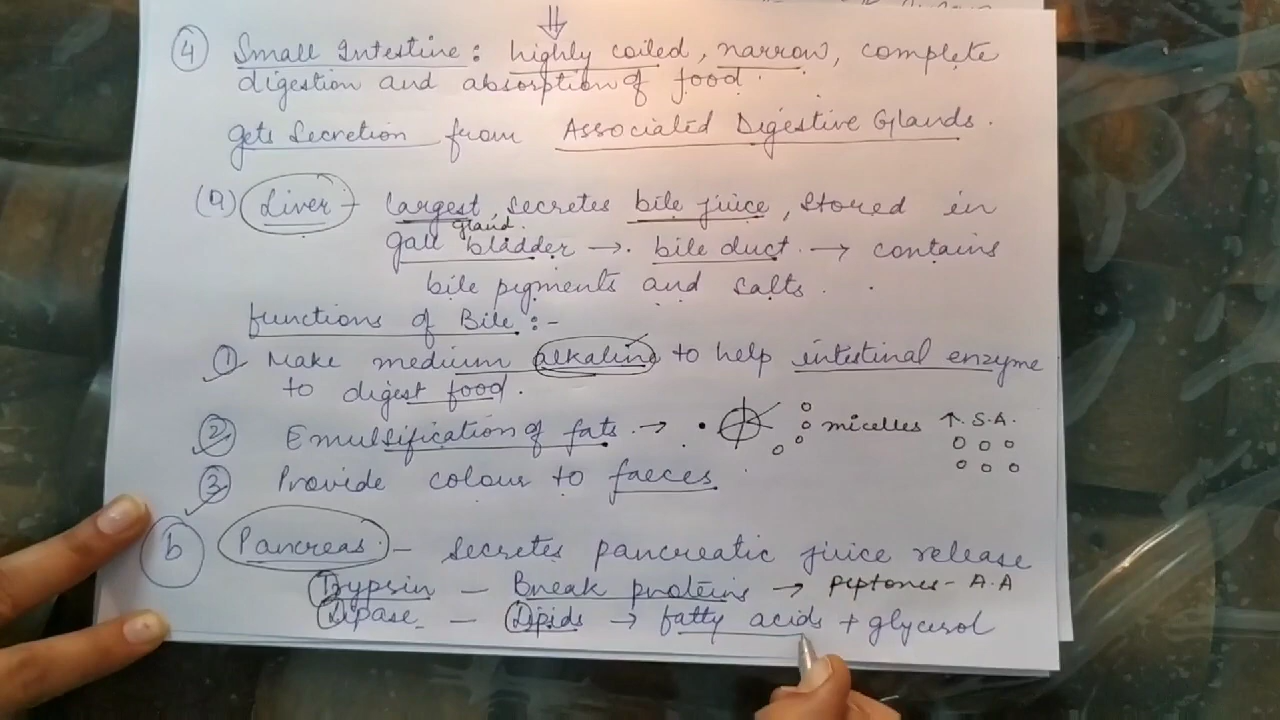 ④ Small Intestine: highly coiled, narrow, complete
digestion and absorption of food.
gets Secretion from Associated Digestive Glands.
(a) Liver - largest, secretes bile juice, stored in
gland.
gall bladder → bile duct → contains
bile pigments and salts.
functions of Bile :-
① Make medium alkaline to help intestinal enzyme
to digest food.
② Emulsification of fats → micelles ↑ S.A.
③ Provide colour to faeces
b Pancreas - Secretes pancreatic juice release
Trypsin - Break proteins → peptones - A.A
Lipase - Lipids → fatty acids + glycerol